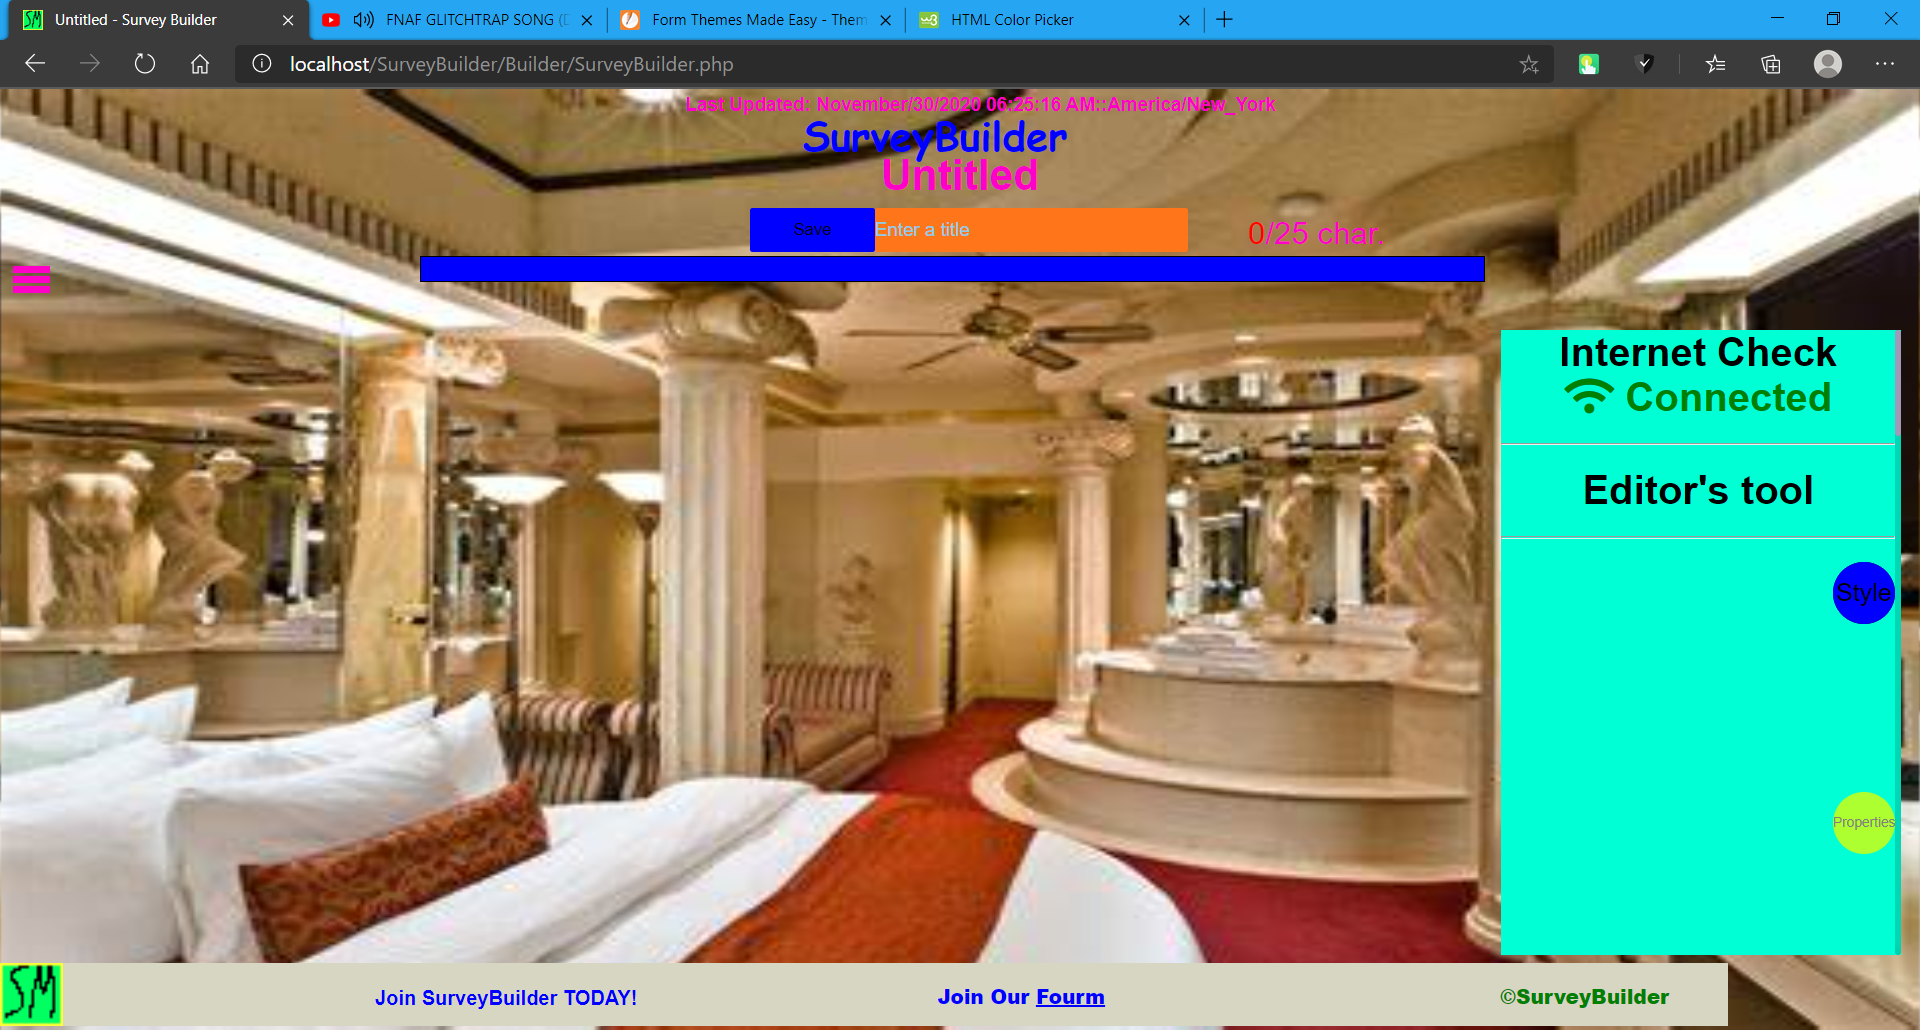 Untitled - Survey Builder
FNAF GLITCHTRAP SONG (
Form Themes Made Easy - Them
HTML Color Picker
localhost/SurveyBuilder/Builder/SurveyBuilder.php
Last Updated: November/30/2020 06:25:16 AM::America/New_York
SurveyBuilder
Untitled
Save
Enter a title
0/25 char.
Internet Check
Connected
Editor's tool
Style
Properties
SM
Join SurveyBuilder TODAY!
Join Our Fourm
©SurveyBuilder